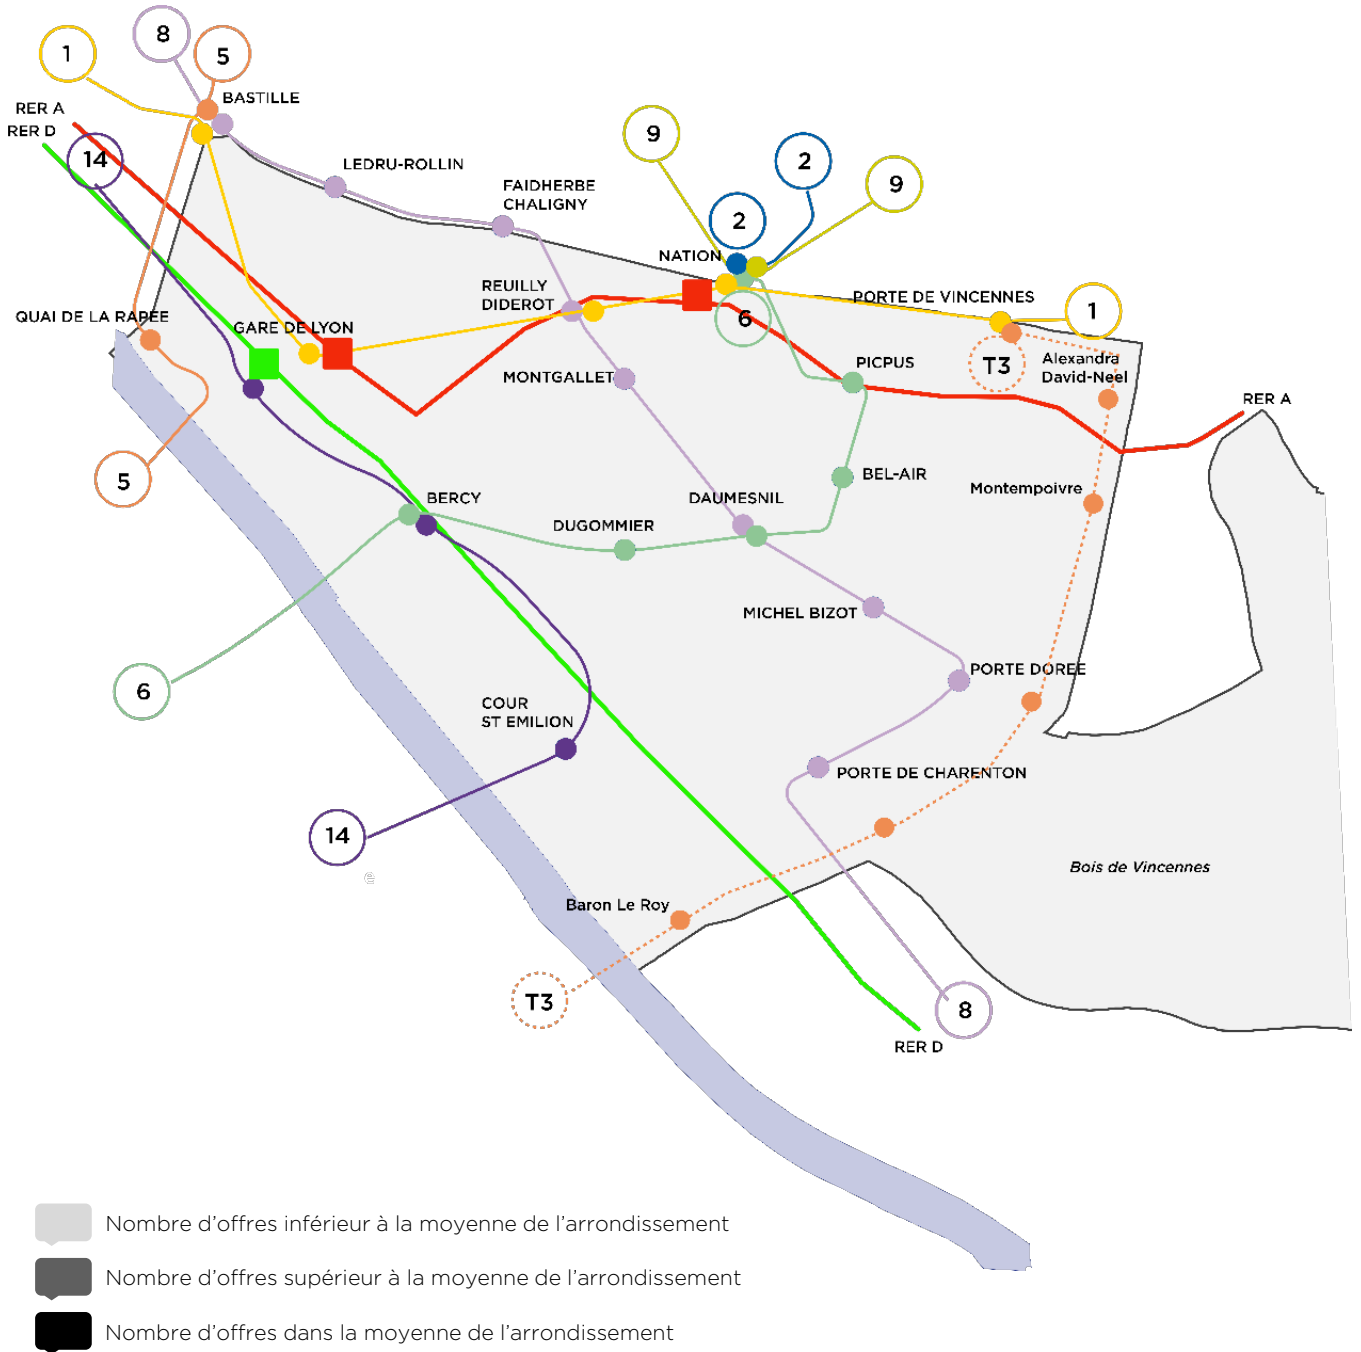 8
1
5
BASTILLE
RER A
RER D
14
LEDRU-ROLLIN
9
2
9
FAIDHERBE
CHALIGNY
2
NATION
REUILLY
DIDEROT
PORTE DE VINCENNES
1
QUAI DE LA RAPÉE
GARE DE LYON
6
T3
Alexandra
David-Neel
PICPUS
MONTGALLET
RER A
5
BEL-AIR
Montempoivre
BERCY
DAUMESNIL
DUGOMMIER
MICHEL BIZOT
6
PORTE DORÉE
COUR
ST EMILION
PORTE DE CHARENTON
14
e
Bois de Vincennes
Baron Le Roy
T3
8
RER D
Nombre d'offres inférieur à la moyenne de l'arrondissement
Nombre d'offres supérieur à la moyenne de l'arrondissement
Nombre d'offres dans la moyenne de l'arrondissement